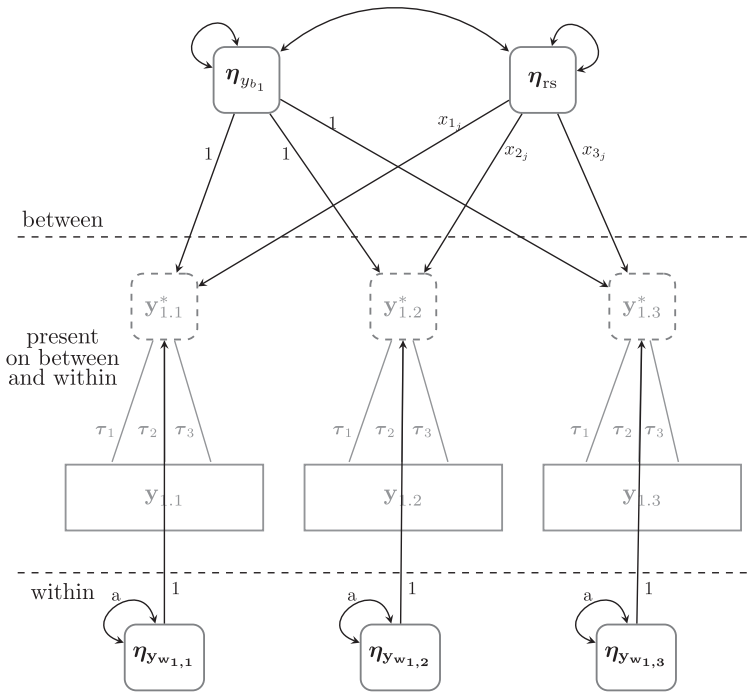 η_{y_{b_1}} η_{rs}
1 x_{1_j}
1 1 x_{2_j} x_{3_j}
between
y*_{1.1} y*_{1.2} y*_{1.3}
present
on between
and within
τ_1 τ_2 τ_3 τ_1 τ_2 τ_3 τ_1 τ_2 τ_3
y_{1.1} y_{1.2} y_{1.3}
within
a 1 a 1 a 1
η_{y_{w_{1,1}}} η_{y_{w_{1,2}}} η_{y_{w_{1,3}}}